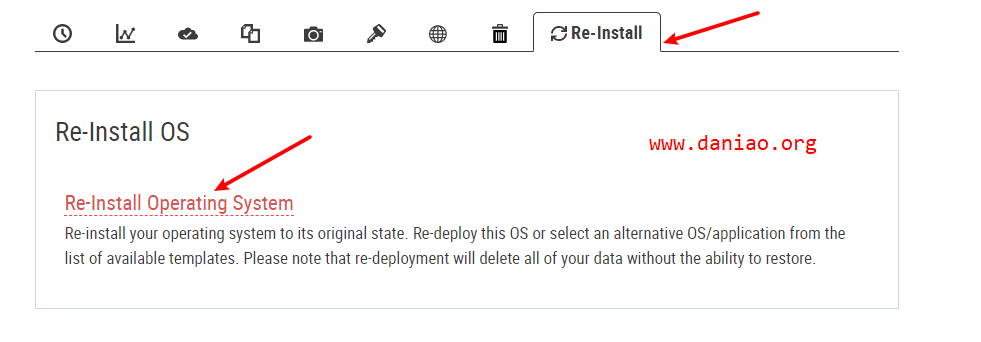 Re-Install
Re-Install OS
www.daniao.org
Re-Install Operating System
Re-install your operating system to its original state. Re-deploy this OS or select an alternative OS/application from the
list of available templates. Please note that re-deployment will delete all of your data without the ability to restore.